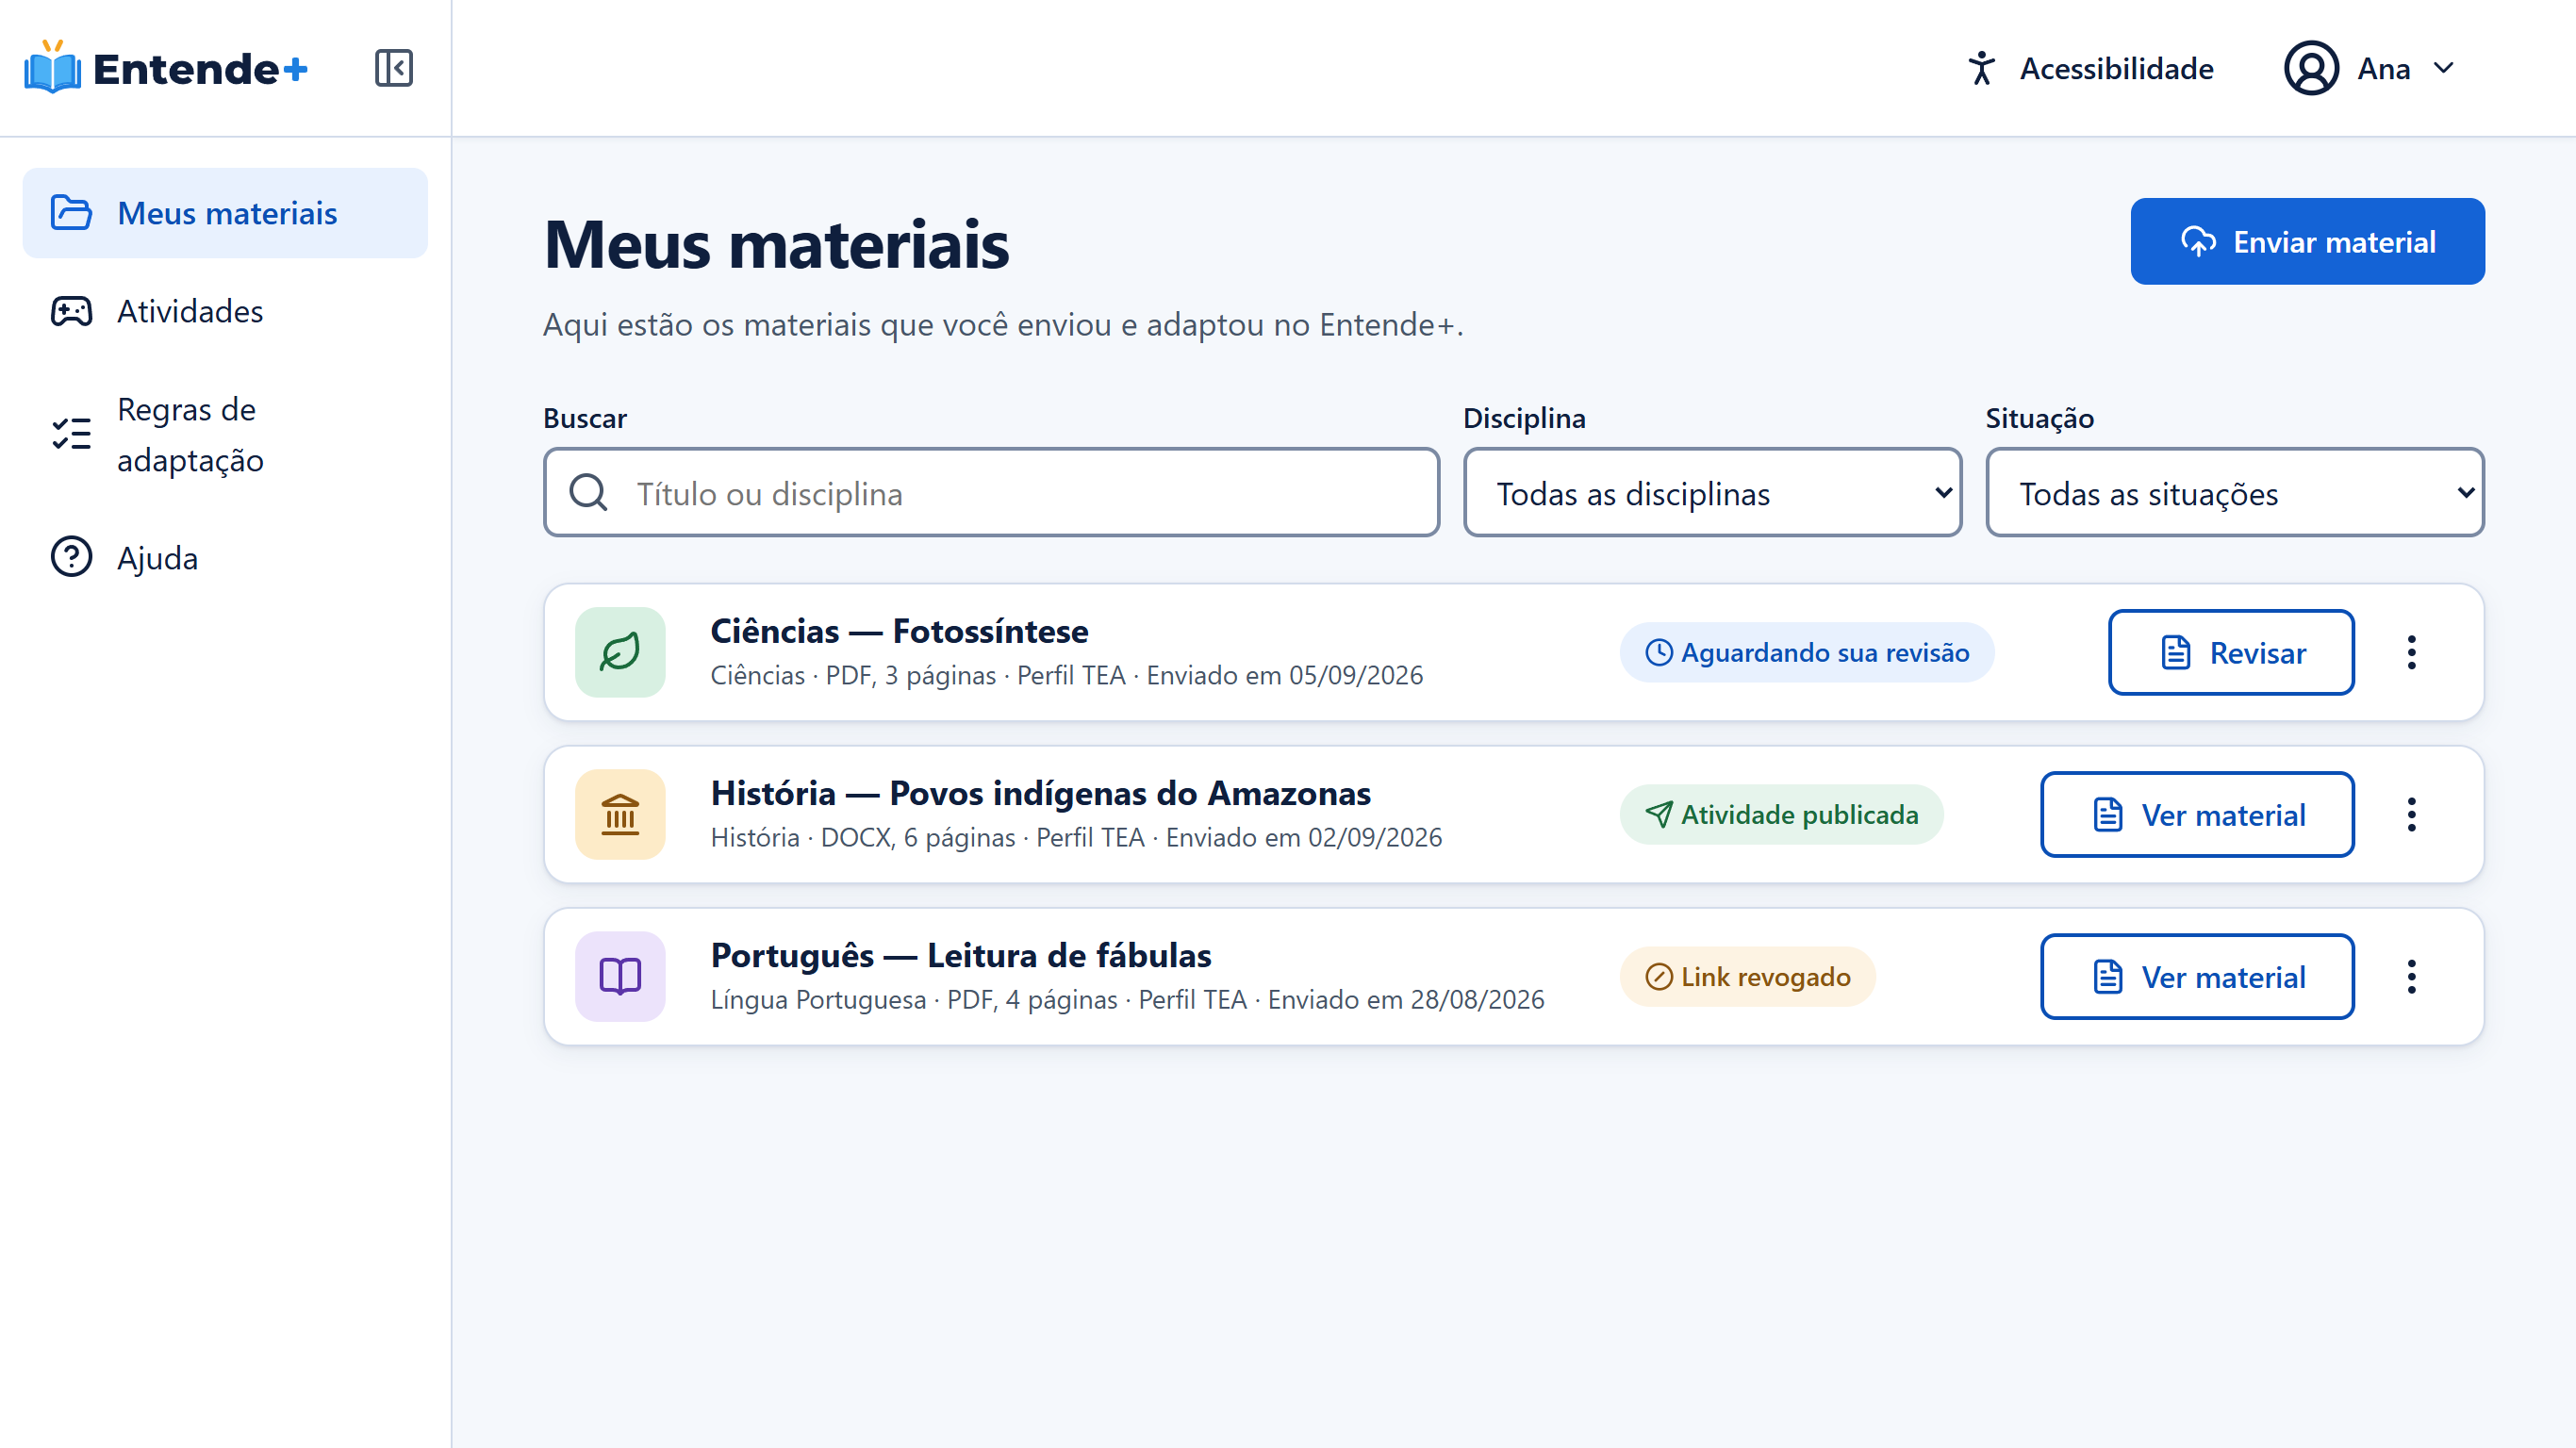 Entende+
Acessibilidade
Ana
Meus materiais
Atividades
Regras de
adaptação
Ajuda
Meus materiais
Enviar material
Aqui estão os materiais que você enviou e adaptou no Entende+.
Buscar
Disciplina
Situação
Título ou disciplina
Todas as disciplinas
Todas as situações
Ciências — Fotossíntese
Ciências · PDF, 3 páginas · Perfil TEA · Enviado em 05/09/2026
Aguardando sua revisão
Revisar
História — Povos indígenas do Amazonas
História · DOCX, 6 páginas · Perfil TEA · Enviado em 02/09/2026
Atividade publicada
Ver material
Português — Leitura de fábulas
Língua Portuguesa · PDF, 4 páginas · Perfil TEA · Enviado em 28/08/2026
Link revogado
Ver material